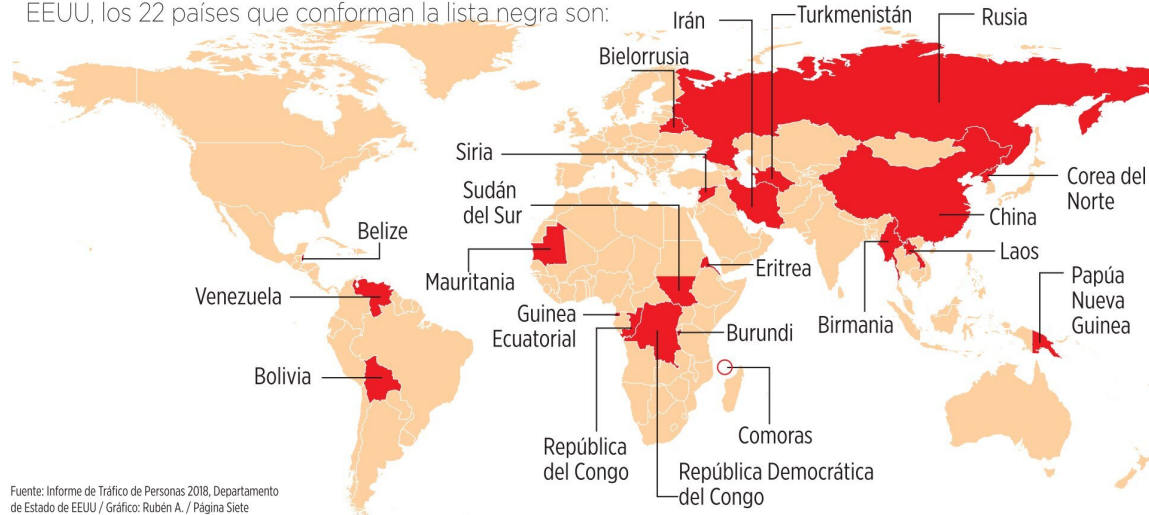 EEUU, los 22 países que conforman la lista negra son:
Irán
Turkmenistán
Rusia
Bielorrusia
Siria
Sudán
del Sur
Corea del
Norte
China
Belize
Laos
Mauritania
Eritrea
Papúa
Nueva
Guinea
Venezuela
Guinea
Ecuatorial
Burundi
Birmania
Bolivia
República
del Congo
Comoras
República Democrática
del Congo
Fuente: Informe de Tráfico de Personas 2018, Departamento
de Estado de EEUU / Gráfico: Rubén A. / Página Siete